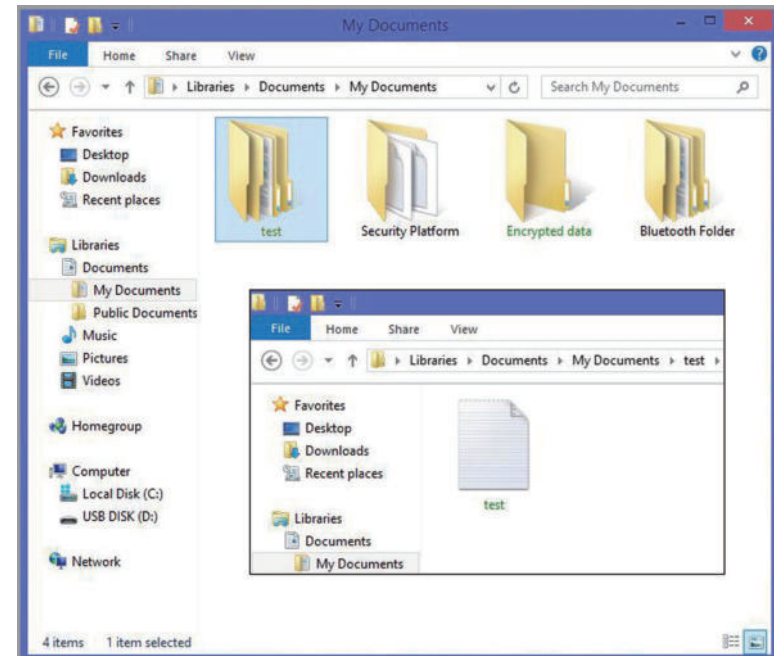 My Documents
File Home Share View
Libraries Documents My Documents Search My Documents
Favorites
Desktop
Downloads
Recent places
Libraries
Documents
My Documents
Public Documents
Music
Pictures
Videos
Homegroup
Computer
Local Disk (C:)
USB DISK (D:)
Network
test Security Platform Encrypted data Bluetooth Folder
File Home Share View
Libraries Documents My Documents test
Favorites
Desktop
Downloads
Recent places
Libraries
Documents
My Documents
test
4 items 1 item selected